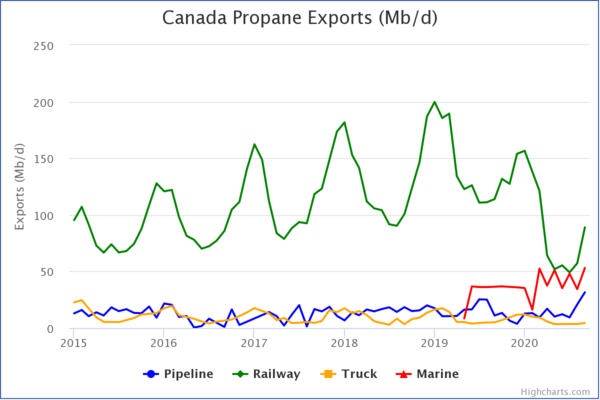 Canada Propane Exports (Mb/d)
250
200
150
100
50
0
Exports (Mb/d)
2015 2016 2017 2018 2019 2020
Pipeline Railway Truck Marine
Highcharts.com